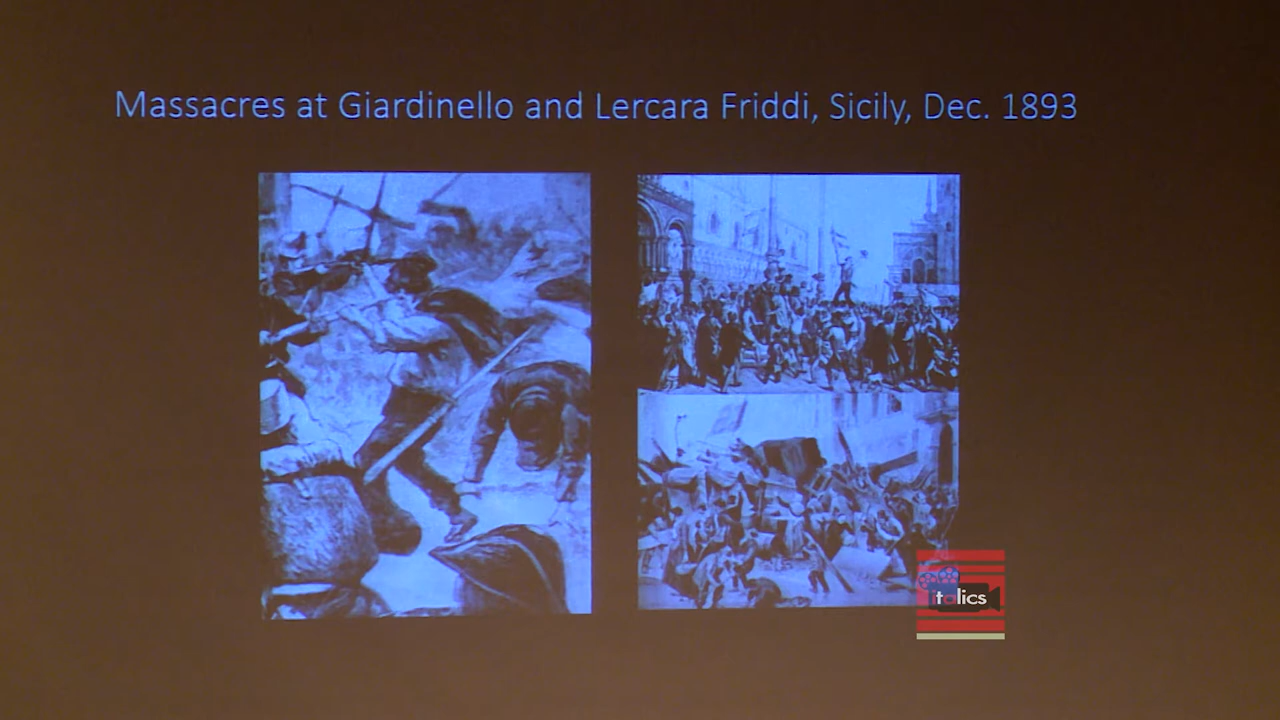 Massacres at Giardinello and Lercara Friddi, Sicily, Dec. 1893
italics